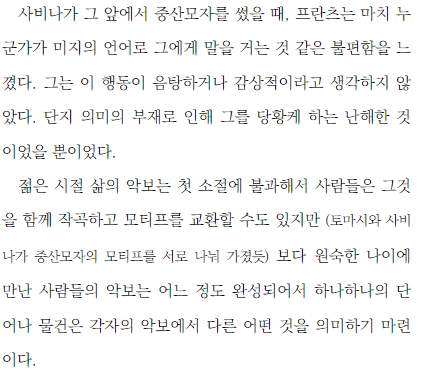 사비나가 그 앞에서 중산모자를 썼을 때, 프란츠는 마치 누
군가가 미지의 언어로 그에게 말을 거는 것 같은 불편함을 느
꼈다. 그는 이 행동이 음탕하거나 감상적이라고 생각하지 않
았다. 단지 의미의 부재로 인해 그를 당황케 하는 난해한 것
이었을 뿐이었다.
젊은 시절 삶의 악보는 첫 소절에 불과해서 사람들은 그것
을 함께 작곡하고 모티프를 교환할 수도 있지만 (토마시와 사비
나가 중산모자의 모티프를 서로 나눠 가졌듯) 보다 원숙한 나이에
만난 사람들의 악보는 어느 정도 완성되어서 하나하나의 단
어나 물건은 각자의 악보에서 다른 어떤 것을 의미하기 마련
이다.